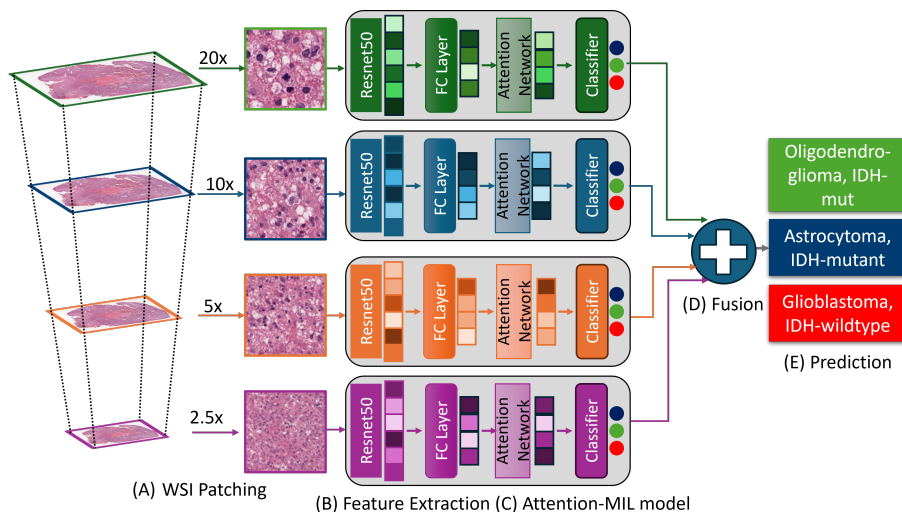 20x
Resnet50
FC Layer
Attention
Network
Classifier
10x
Resnet50
FC Layer
Attention
Network
Classifier
5x
Resnet50
FC Layer
Attention
Network
Classifier
2.5x
Resnet50
FC Layer
Attention
Network
Classifier
(D) Fusion
Oligodendro-
glioma, IDH-
mut
Astrocytoma,
IDH-mutant
Glioblastoma,
IDH-wildtype
(E) Prediction
(A) WSI Patching
(B) Feature Extraction (C) Attention-MIL model